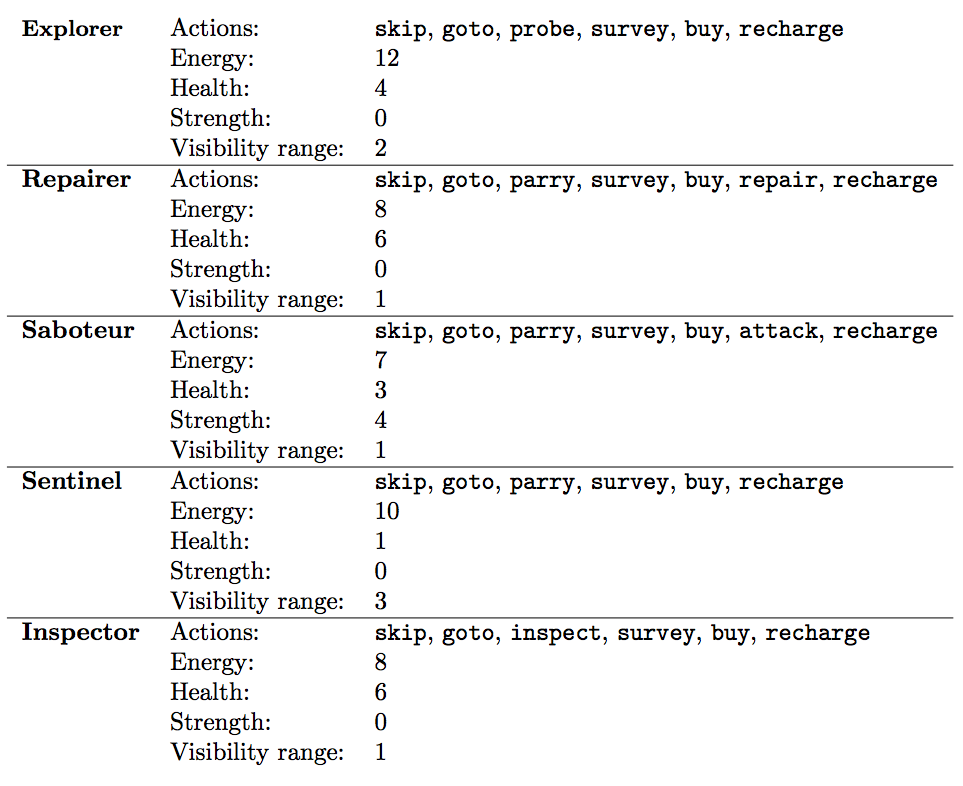 Explorer Actions: skip, goto, probe, survey, buy, recharge
Energy: 12
Health: 4
Strength: 0
Visibility range: 2
Repairer Actions: skip, goto, parry, survey, buy, repair, recharge
Energy: 8
Health: 6
Strength: 0
Visibility range: 1
Saboteur Actions: skip, goto, parry, survey, buy, attack, recharge
Energy: 7
Health: 3
Strength: 4
Visibility range: 1
Sentinel Actions: skip, goto, parry, survey, buy, recharge
Energy: 10
Health: 1
Strength: 0
Visibility range: 3
Inspector Actions: skip, goto, inspect, survey, buy, recharge
Energy: 8
Health: 6
Strength: 0
Visibility range: 1